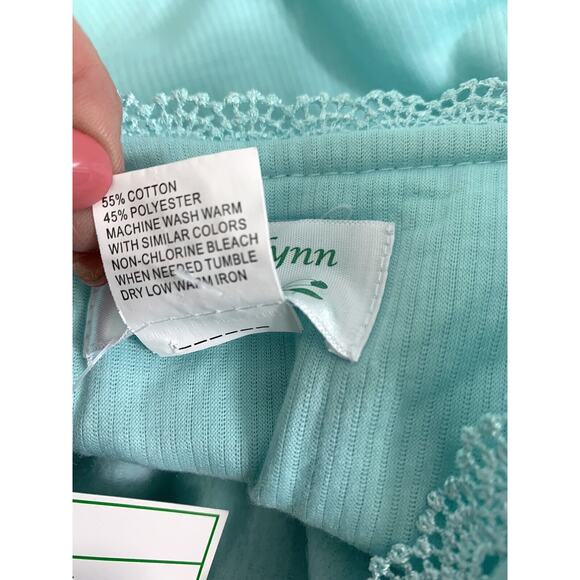 55% COTTON
45% POLYESTER
MACHINE WASH WARM
WITH SIMILAR COLORS
NON-CHLORINE BLEACH
WHEN NEEDED TUMBLE
DRY LOW WARM IRON
ynn